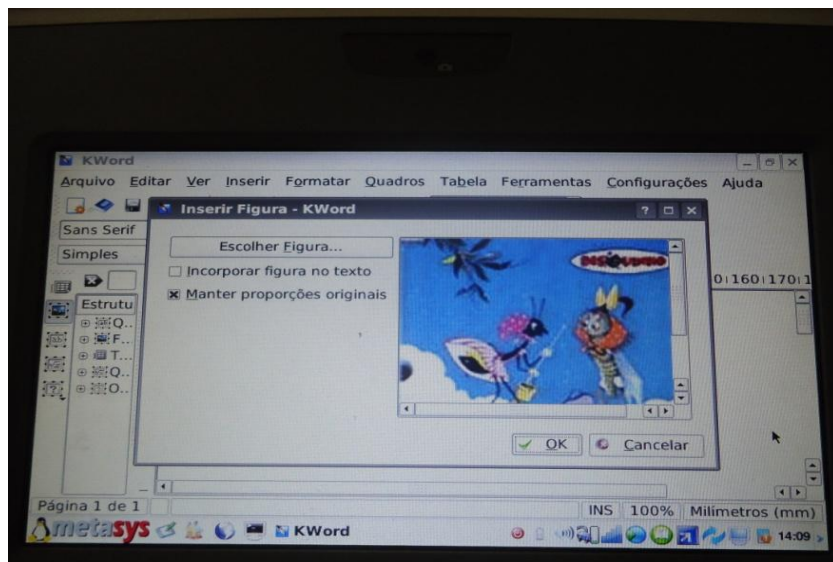 KWord
Arquivo Editar Ver Inserir Formatar Quadros Tabela Ferramentas Configurações Ajuda
Inserir Figura - KWord
Sans Serif
Simples
Escolher Figura...
Incorporar figura no texto
Manter proporções originais
DISQUINHO
Estrutu
Q..
F..
T...
Q..
O..
0 160 170 1
OK
Cancelar
Página 1 de 1
INS 100% Milímetros (mm)
metasys
KWord
14:09